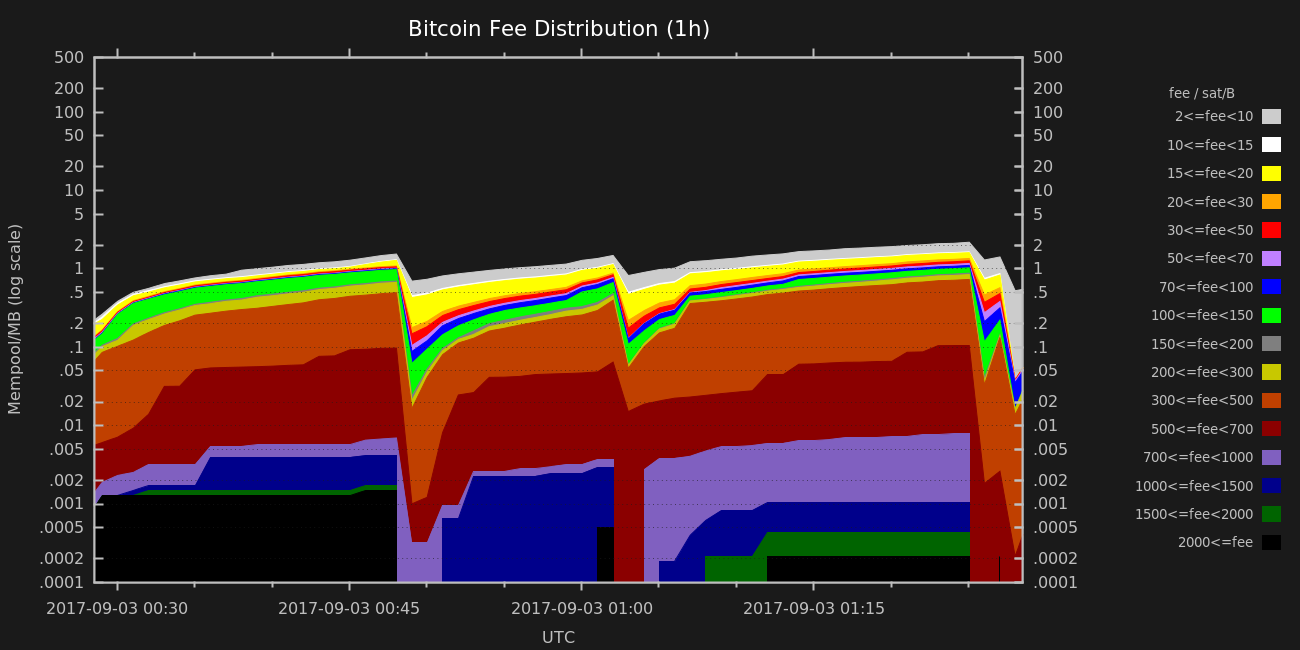 Bitcoin Fee Distribution (1h)
Mempool/MB (log scale)
500
200
100
50
20
10
5
2
1
.5
.2
.1
.05
.02
.01
.005
.002
.001
.0005
.0002
.0001
500
200
100
50
20
10
5
2
1
.5
.2
.1
.05
.02
.01
.005
.002
.001
.0005
.0002
.0001
2017-09-03 00:30
2017-09-03 00:45
2017-09-03 01:00
2017-09-03 01:15
UTC
fee / sat/B
2<=fee<10
10<=fee<15
15<=fee<20
20<=fee<30
30<=fee<50
50<=fee<70
70<=fee<100
100<=fee<150
150<=fee<200
200<=fee<300
300<=fee<500
500<=fee<700
700<=fee<1000
1000<=fee<1500
1500<=fee<2000
2000<=fee